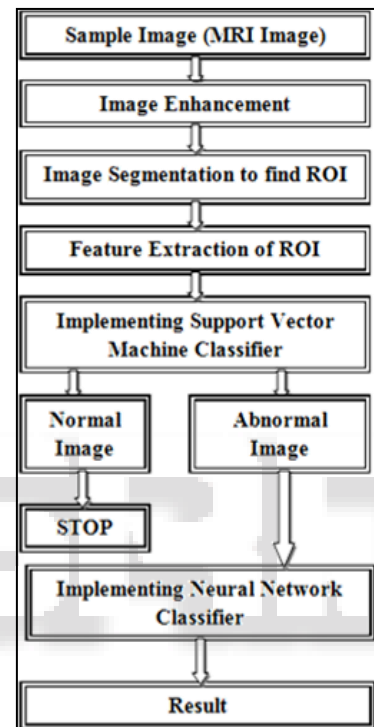 Sample Image (MRI Image)
Image Enhancement
Image Segmentation to find ROI
Feature Extraction of ROI
Implementing Support Vector
Machine Classifier
Normal
Image
Abnormal
Image
STOP
Implementing Neural Network
Classifier
Result